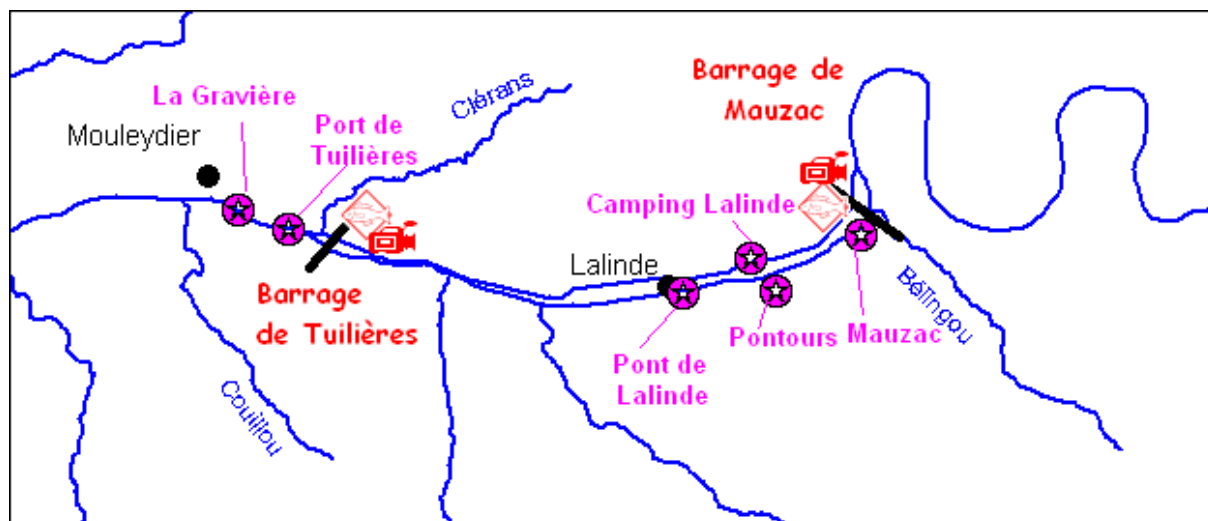 Barrage de
Mauzac
La Gravière
Clérans
Mouleydier
Port de
Tuilières
Camping Lalinde
Lalinde
Barrage
de Tuilières
Bélingou
Pontours
Mauzac
Pont de
Lalinde
Couillou